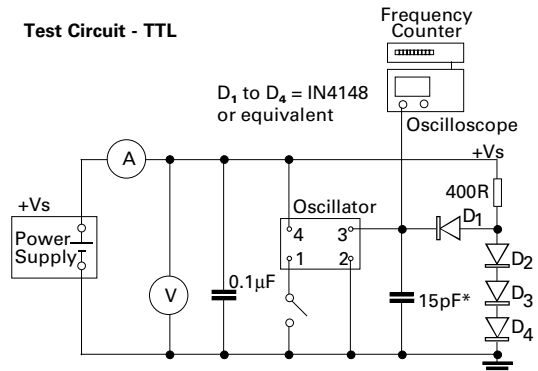 Test Circuit - TTL
Frequency
Counter
D1 to D4 = IN4148
or equivalent
Oscilloscope
+Vs
A
400R
+Vs
Oscillator
D1
4
3
Power
Supply
1
2
D2
V
0.1µF
15pF*
D3
D4